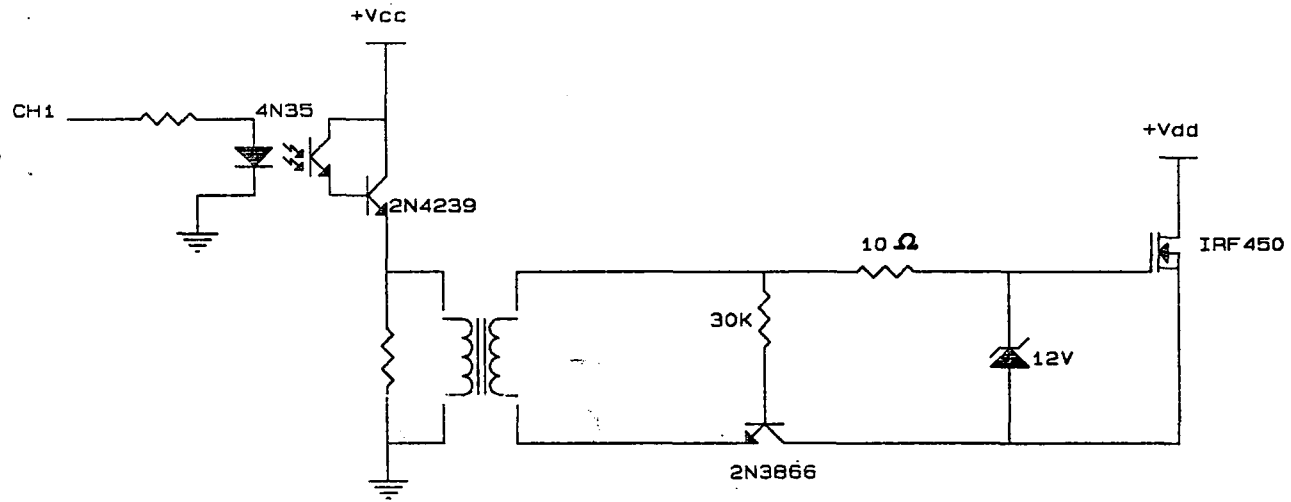 +Vcc
CH1
4N35
2N4239
+Vdd
10 Ω
IRF450
30K
12V
2N3866